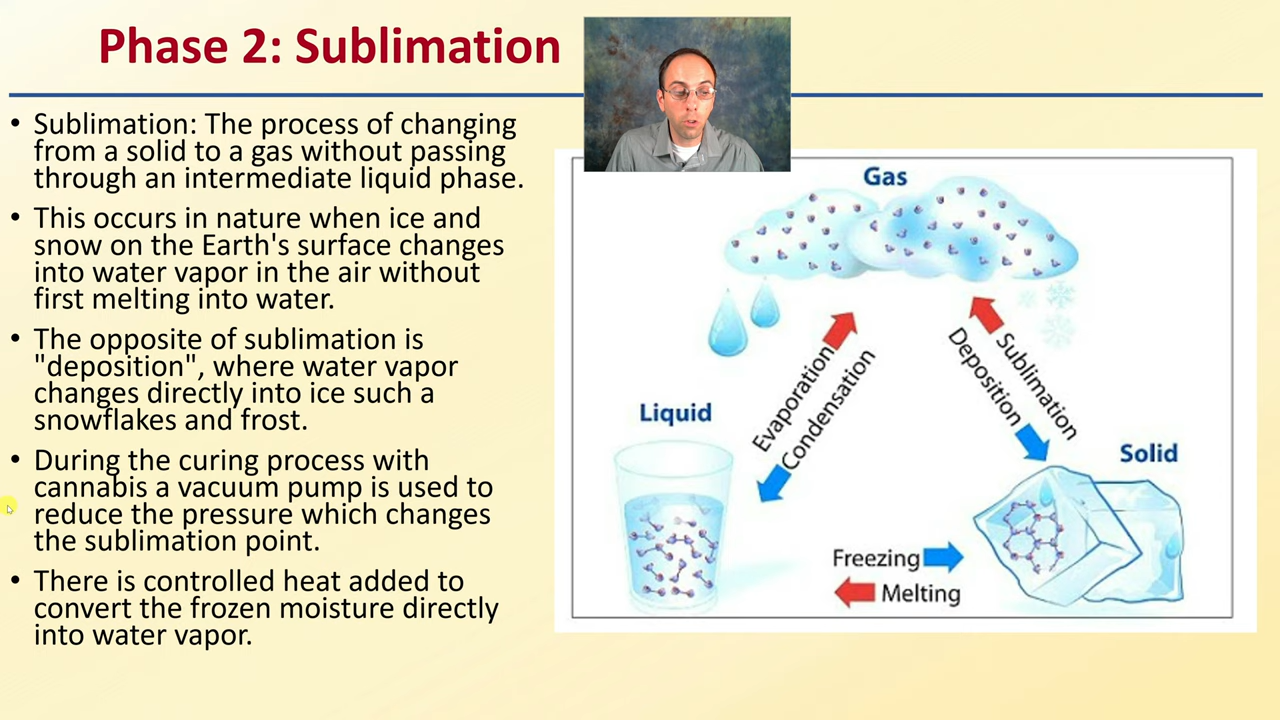 Phase 2: Sublimation
• Sublimation: The process of changing
from a solid to a gas without passing
through an intermediate liquid phase.
• This occurs in nature when ice and
snow on the Earth's surface changes
into water vapor in the air without
first melting into water.
• The opposite of sublimation is
"deposition", where water vapor
changes directly into ice such a
snowflakes and frost.
• During the curing process with
cannabis a vacuum pump is used to
reduce the pressure which changes
the sublimation point.
• There is controlled heat added to
convert the frozen moisture directly
into water vapor.
Gas
Evaporation
Condensation
Sublimation
Deposition
Liquid
Solid
Freezing
Melting